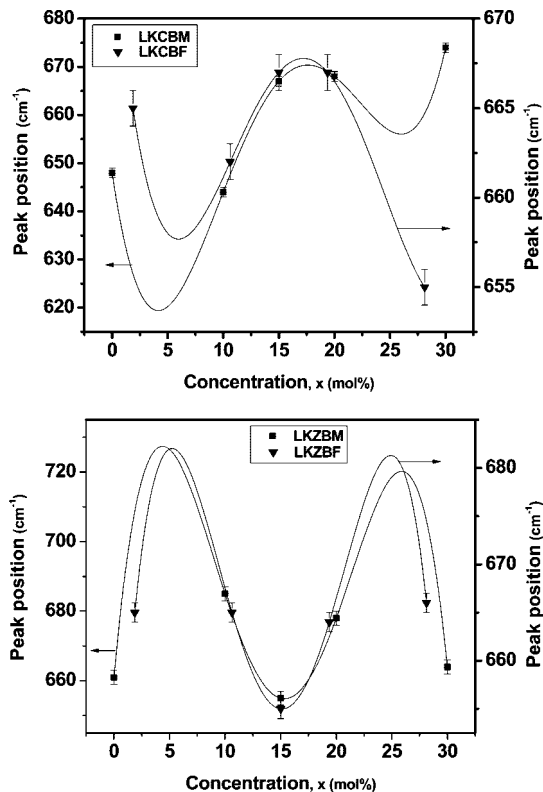 LKCBM
LKCBF
680
670
660
650
640
630
620
Peak position (cm⁻¹)
670
665
660
655
Peak position (cm⁻¹)
0 5 10 15 20 25 30
Concentration, x (mol%)
LKZBM
LKZBF
720
700
680
660
Peak position (cm⁻¹)
680
670
660
Peak position (cm⁻¹)
0 5 10 15 20 25 30
Concentration, x (mol%)